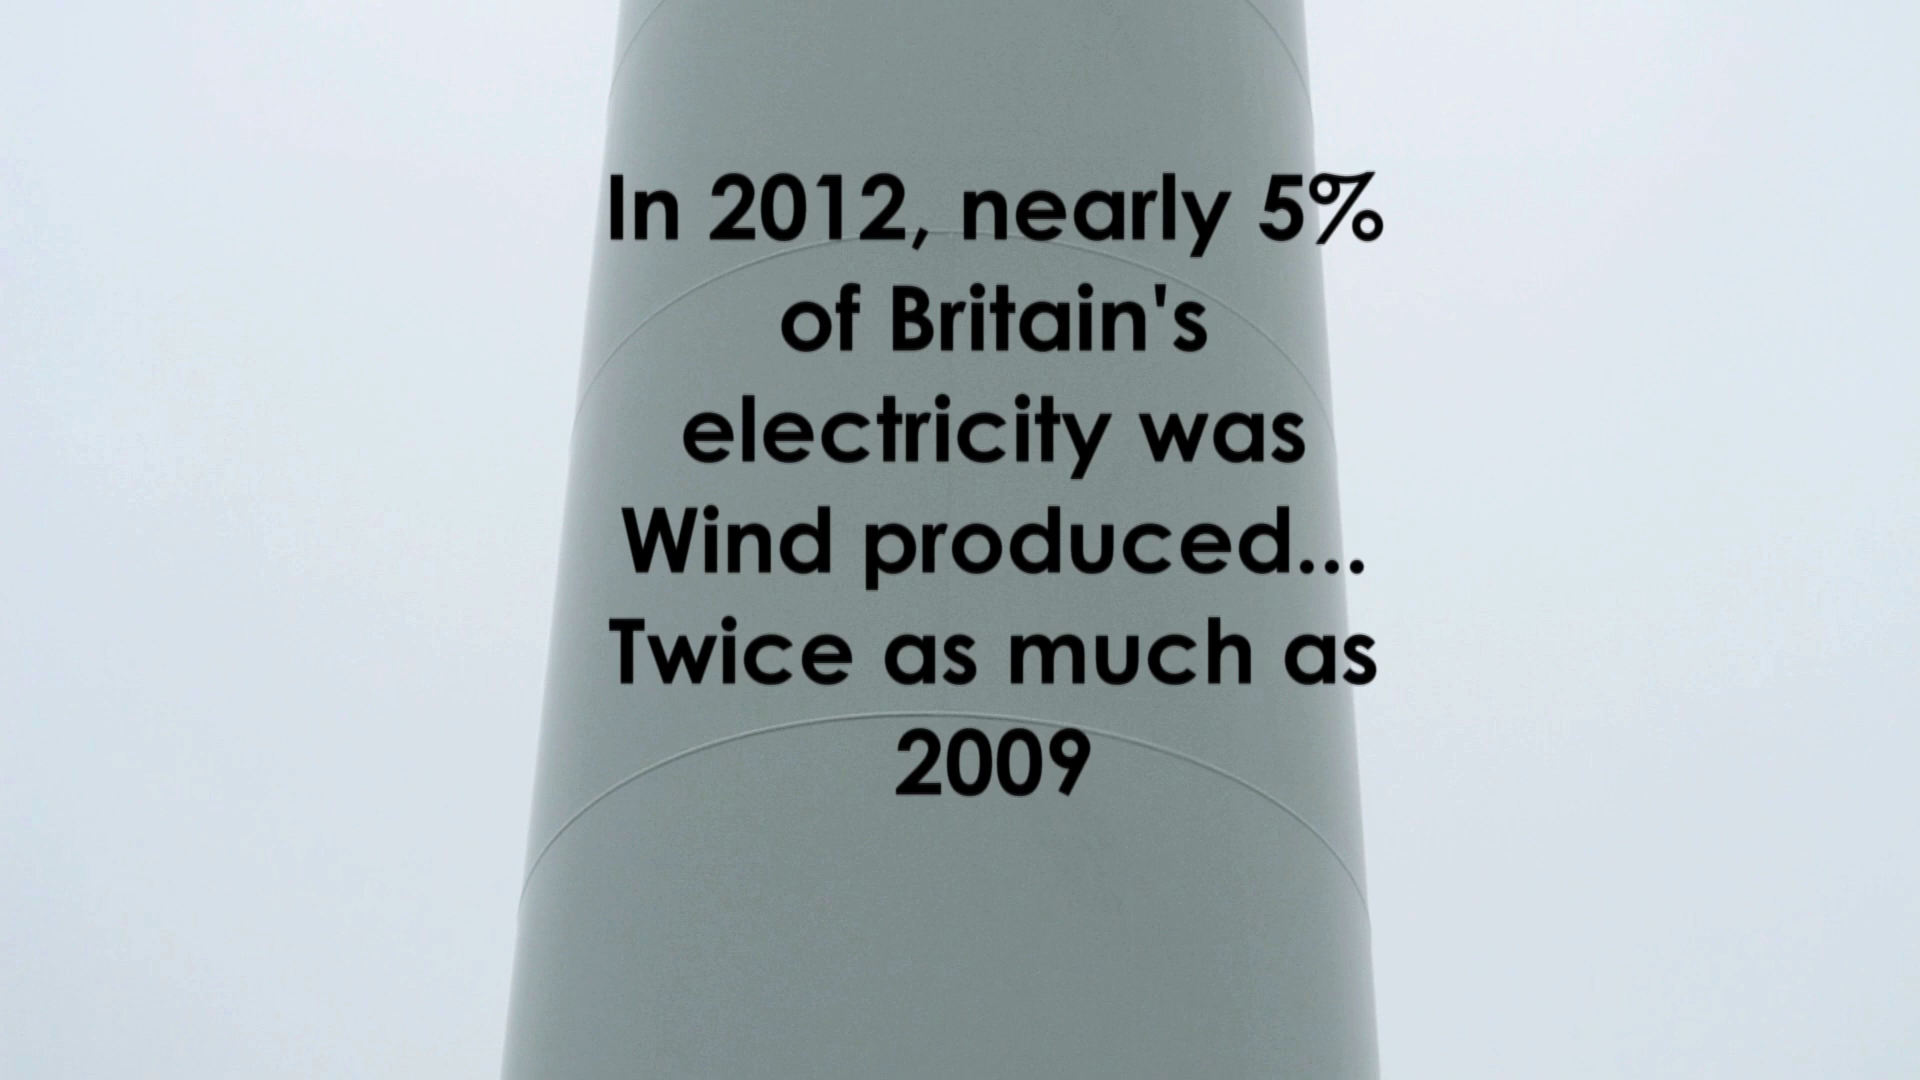 In 2012, nearly 5%
of Britain's
electricity was
Wind produced...
Twice as much as
2009